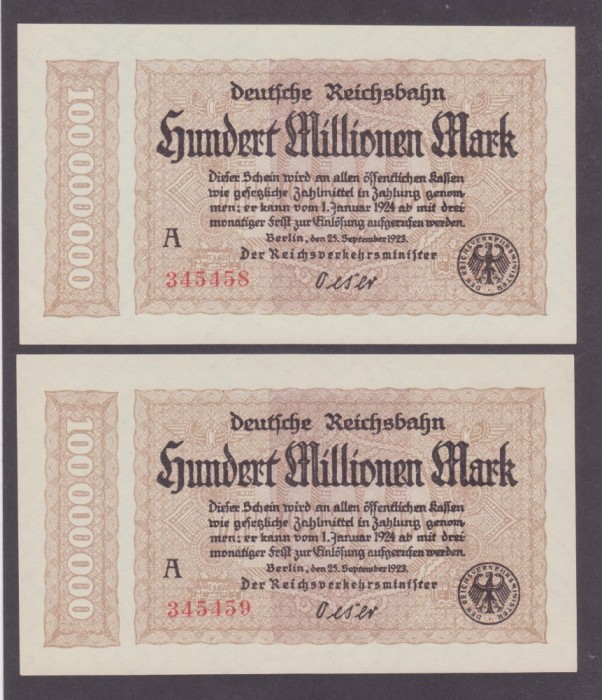 100 000 000
Deutsche Reichsbahn
Hundert Millionen Mark
Dieser Schein wird an allen öffentlichen Kassen
wie gesetzliche Zahlmittel in Zahlung genom-
men; er kann vom 1. Januar 1924 ab mit drei-
monatiger Frist zur Einlösung aufgerufen werden.
Berlin, den 25. September 1923.
Der Reichsverkehrsminister
A
345458
Oeser
DER REICHSVERKEHRSMINISTER
100 000 000
Deutsche Reichsbahn
Hundert Millionen Mark
Dieser Schein wird an allen öffentlichen Kassen
wie gesetzliche Zahlmittel in Zahlung genom-
men; er kann vom 1. Januar 1924 ab mit drei-
monatiger Frist zur Einlösung aufgerufen werden.
Berlin, den 25. September 1923.
Der Reichsverkehrsminister
A
345459
Oeser
DER REICHSVERKEHRSMINISTER